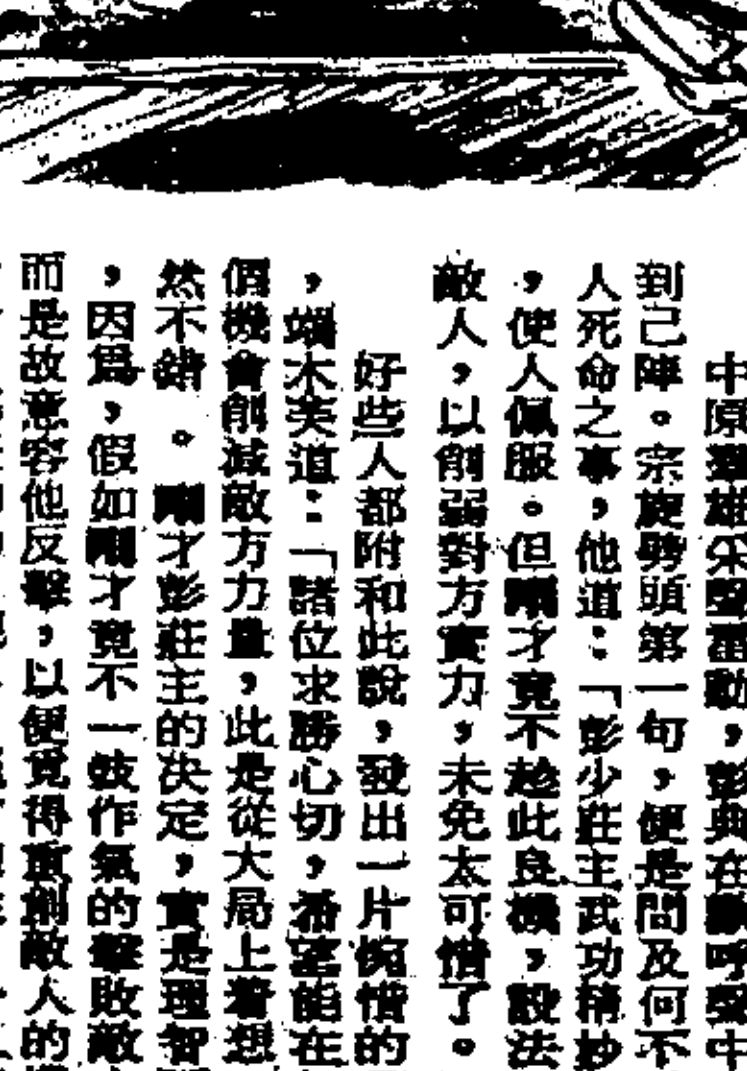 中原羣雄采聲雷動，彭典在歡呼聲中
到己陣。宗旋劈頭第一句，便是問及何不
人死命之事，他道：「彭少莊主武功精妙
，使人佩服。但剛才竟不趁此良機，設法
敵人，以削弱對方實力，未免太可惜了。
好些人都附和此說，發出一片惋惜的
，端木芙道：「諸位求勝心切，希望能在
個機會削減敵方力量，此是從大局上着想
然不錯。剛才彭莊主的決定，實是理智
，因爲，假如剛才竟不一鼓作氣的擊敗敵
而是故意容他反擊，以便覓得重創敵人的